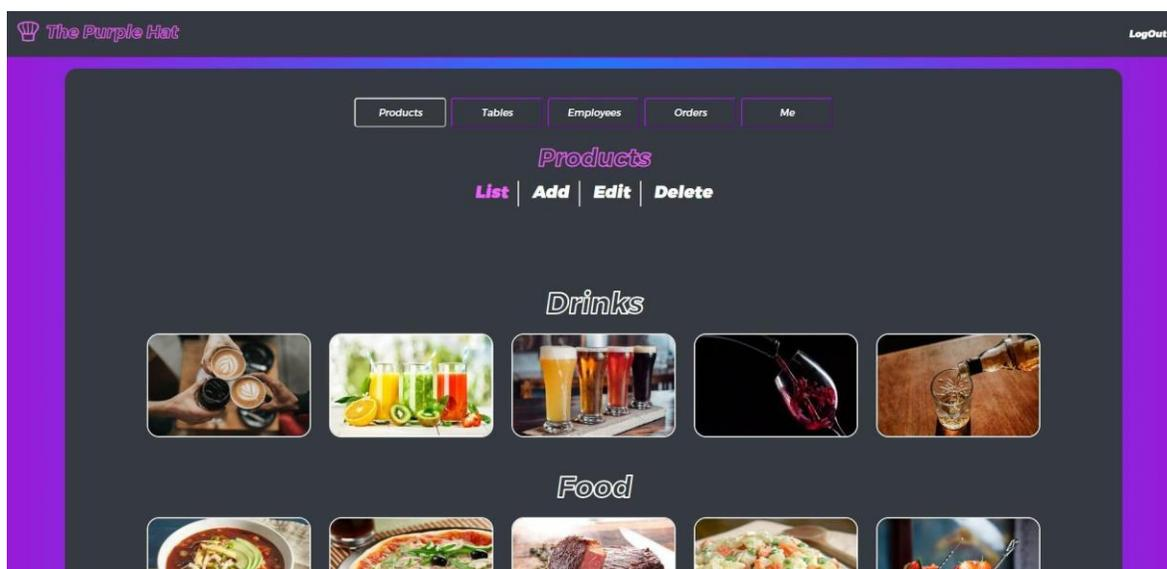 The Purple Hat
LogOut
Products Tables Employees Orders Me
Products
List Add Edit Delete
Drinks
Food